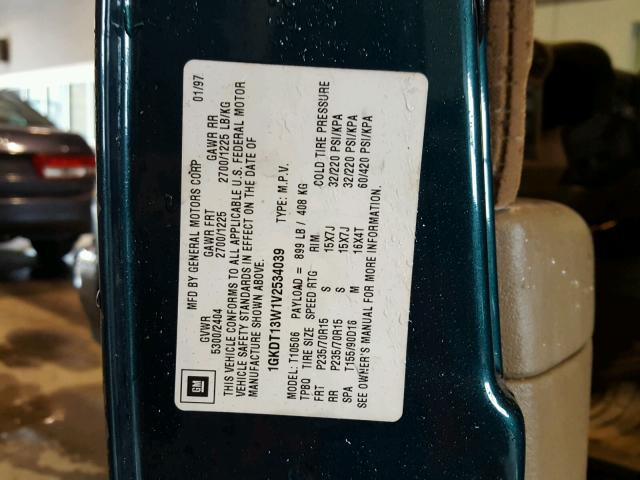 MFD BY GENERAL MOTORS CORP 01/97
GVWR GAWR FRT GAWR RR
5300/2404 2700/1225 2700/1225 LB/KG
THIS VEHICLE CONFORMS TO ALL APPLICABLE U.S. FEDERAL MOTOR
VEHICLE SAFETY STANDARDS IN EFFECT ON THE DATE OF
MANUFACTURE SHOWN ABOVE.
1GKDT13W1V2534039 TYPE: M.P.V.
MODEL: T10506 PAYLOAD = 899 LB / 408 KG
TPBO TIRE SIZE SPEED RTG RIM COLD TIRE PRESSURE
FRT P235/70R15 S 15X7J 32/220 PSI/KPA
RR P235/70R15 S 15X7J 32/220 PSI/KPA
SPA T155/90D16 M 16X4T 60/420 PSI/KPA
SEE OWNER'S MANUAL FOR MORE INFORMATION.
GM